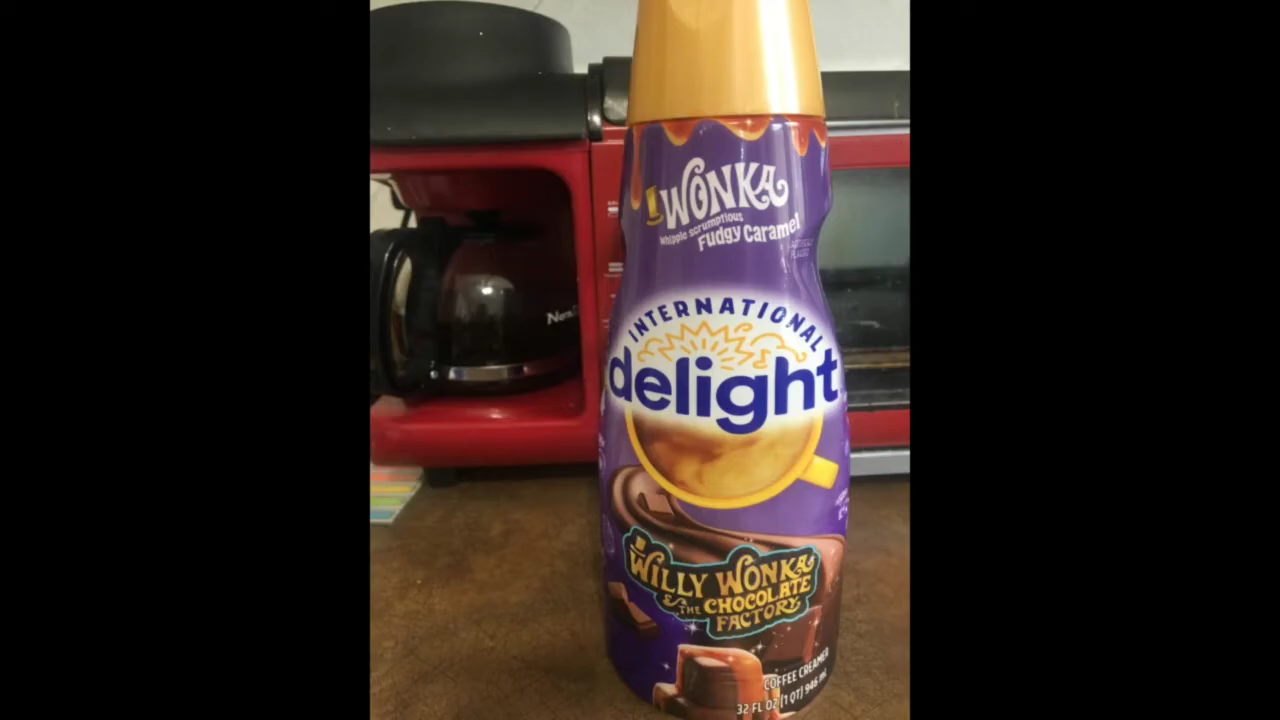 WONKA
Whipple scrumptious
Fudgy Caramel
INTERNATIONAL
delight
WILLY WONKA
& THE CHOCOLATE
FACTORY
COFFEE CREAMER
32 FL OZ (1 QT) 946 mL